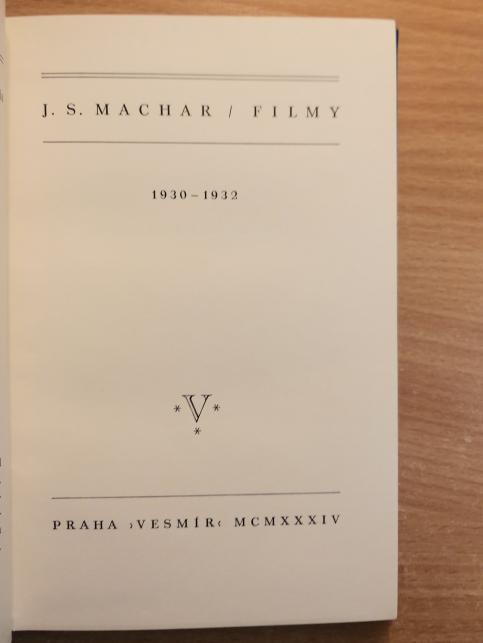 J. S. MACHAR / FILMY
1930–1932
*V*
*
PRAHA ›VESMÍR‹ MCMXXXIV